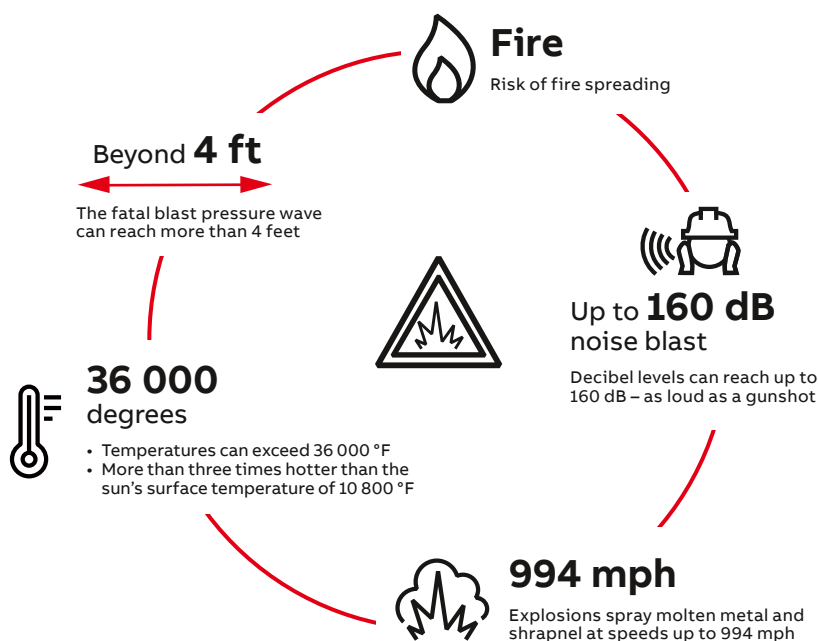 Fire
Risk of fire spreading
Beyond 4 ft
The fatal blast pressure wave
can reach more than 4 feet
Up to 160 dB
noise blast
Decibel levels can reach up to
160 dB – as loud as a gunshot
36 000
degrees
• Temperatures can exceed 36 000 °F
• More than three times hotter than the
sun's surface temperature of 10 800 °F
994 mph
Explosions spray molten metal and
shrapnel at speeds up to 994 mph